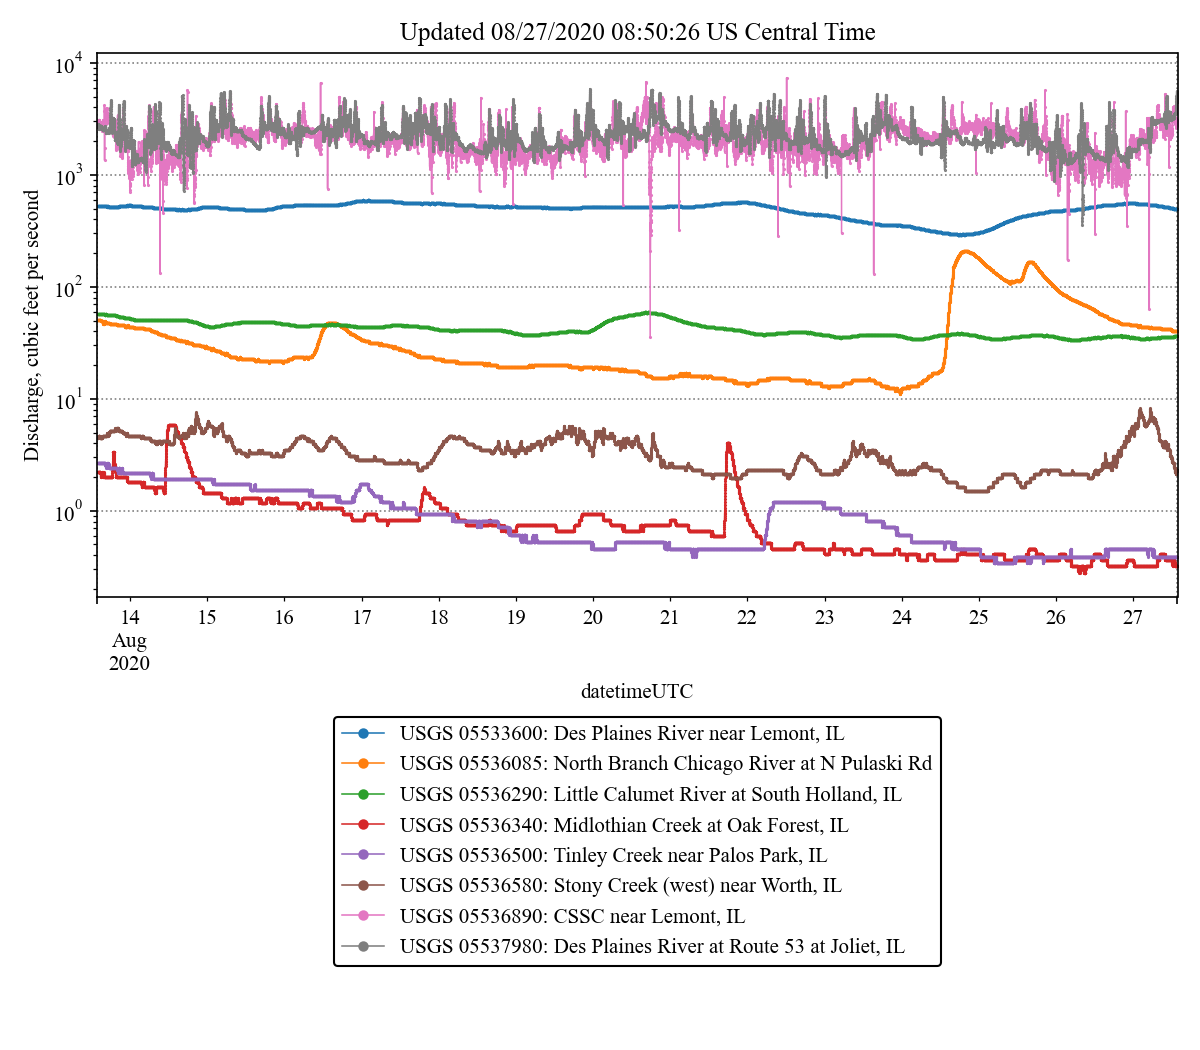 Updated 08/27/2020 08:50:26 US Central Time
Discharge, cubic feet per second
10^4
10^3
10^2
10^1
10^0
14 15 16 17 18 19 20 21 22 23 24 25 26 27
Aug
2020
datetimeUTC
USGS 05533600: Des Plaines River near Lemont, IL
USGS 05536085: North Branch Chicago River at N Pulaski Rd
USGS 05536290: Little Calumet River at South Holland, IL
USGS 05536340: Midlothian Creek at Oak Forest, IL
USGS 05536500: Tinley Creek near Palos Park, IL
USGS 05536580: Stony Creek (west) near Worth, IL
USGS 05536890: CSSC near Lemont, IL
USGS 05537980: Des Plaines River at Route 53 at Joliet, IL